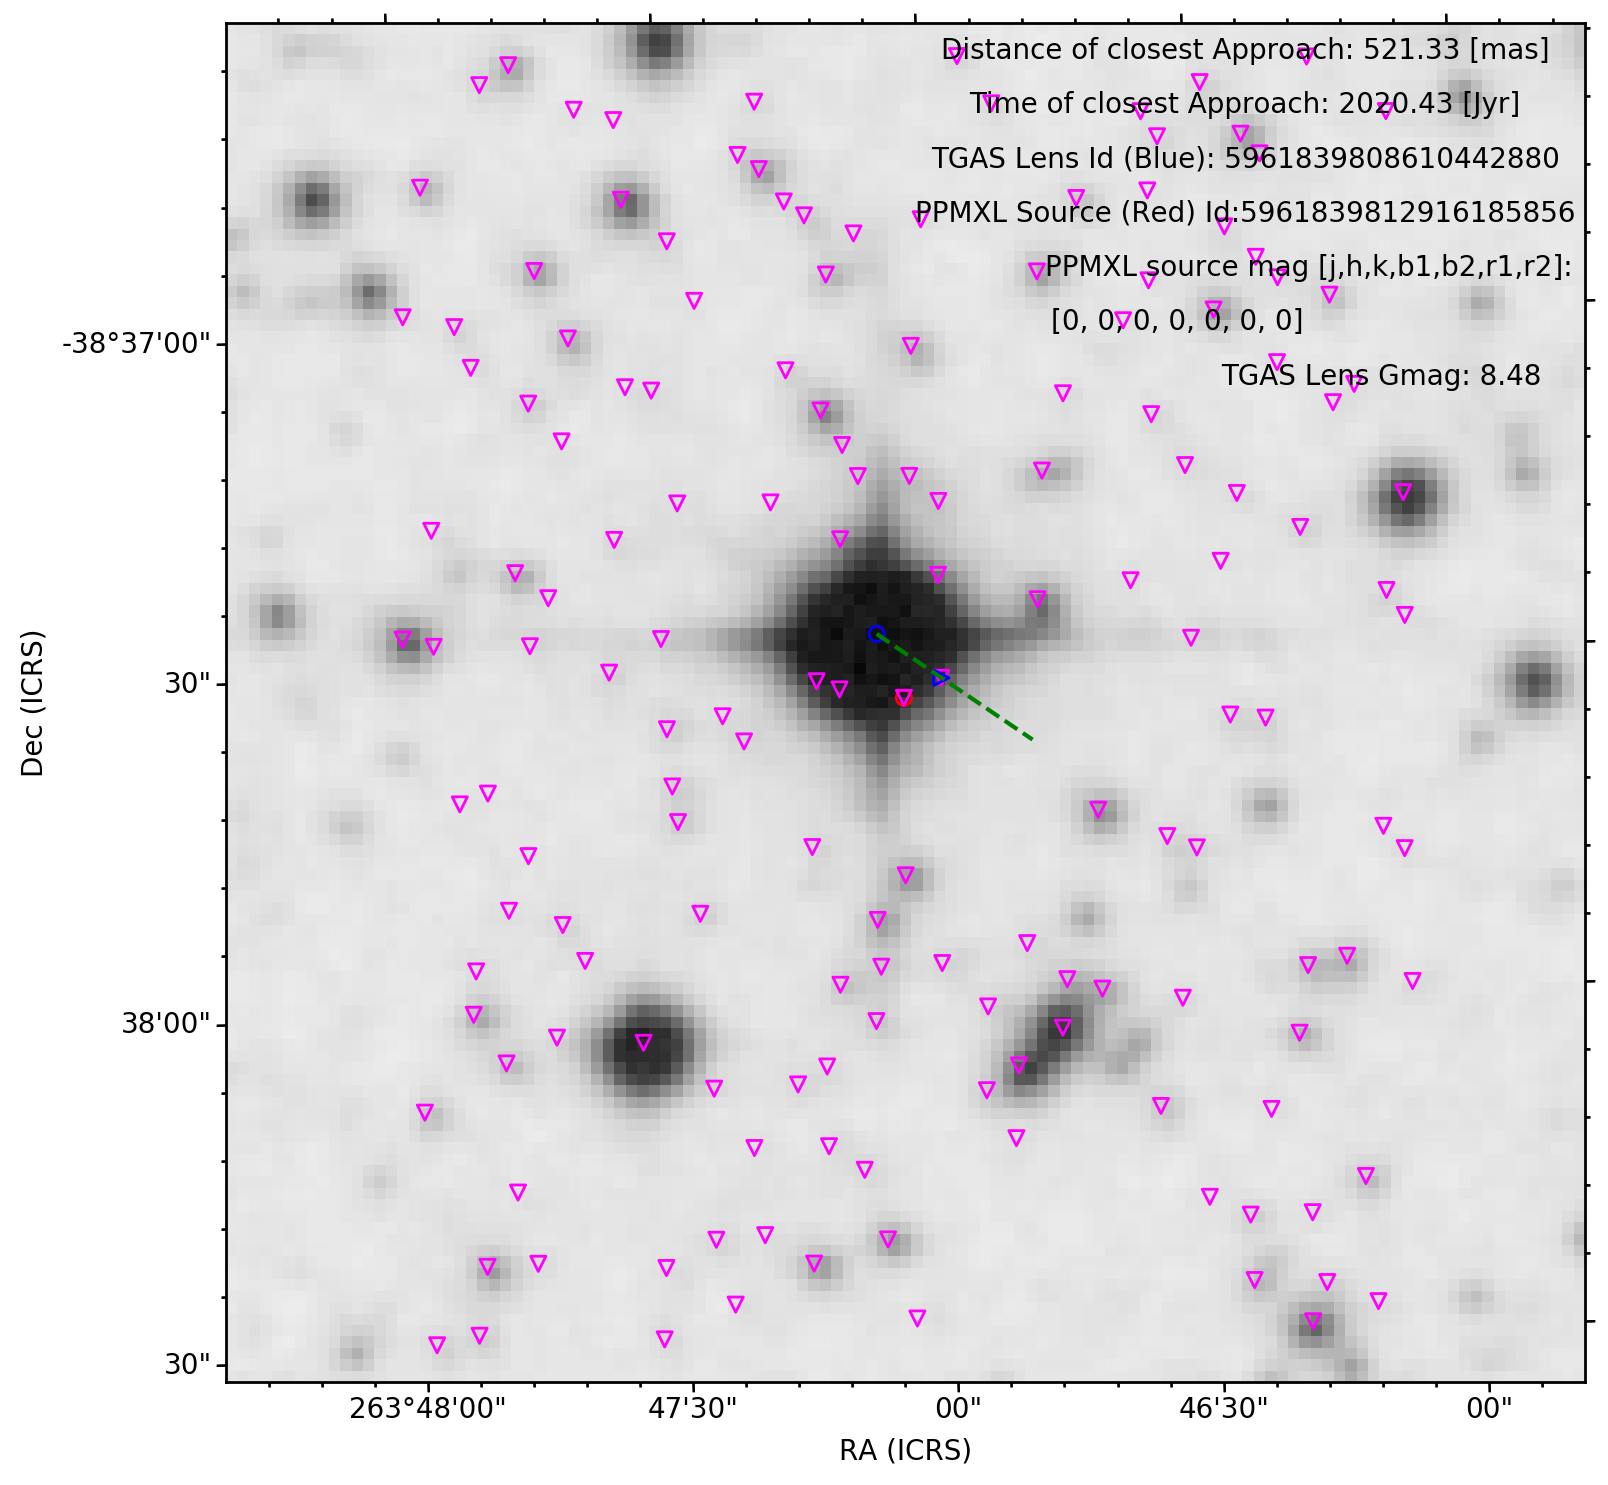 Distance of closest Approach: 521.33 [mas]
Time of closest Approach: 2020.43 [Jyr]
TGAS Lens Id (Blue): 5961839808610442880
PPMXL Source (Red) Id:5961839812916185856
PPMXL source mag [j,h,k,b1,b2,r1,r2]:
[0, 0, 0, 0, 0, 0, 0]
TGAS Lens Gmag: 8.48
-38°37'00"
30"
38'00"
30"
Dec (ICRS)
263°48'00" 47'30" 00" 46'30" 00"
RA (ICRS)